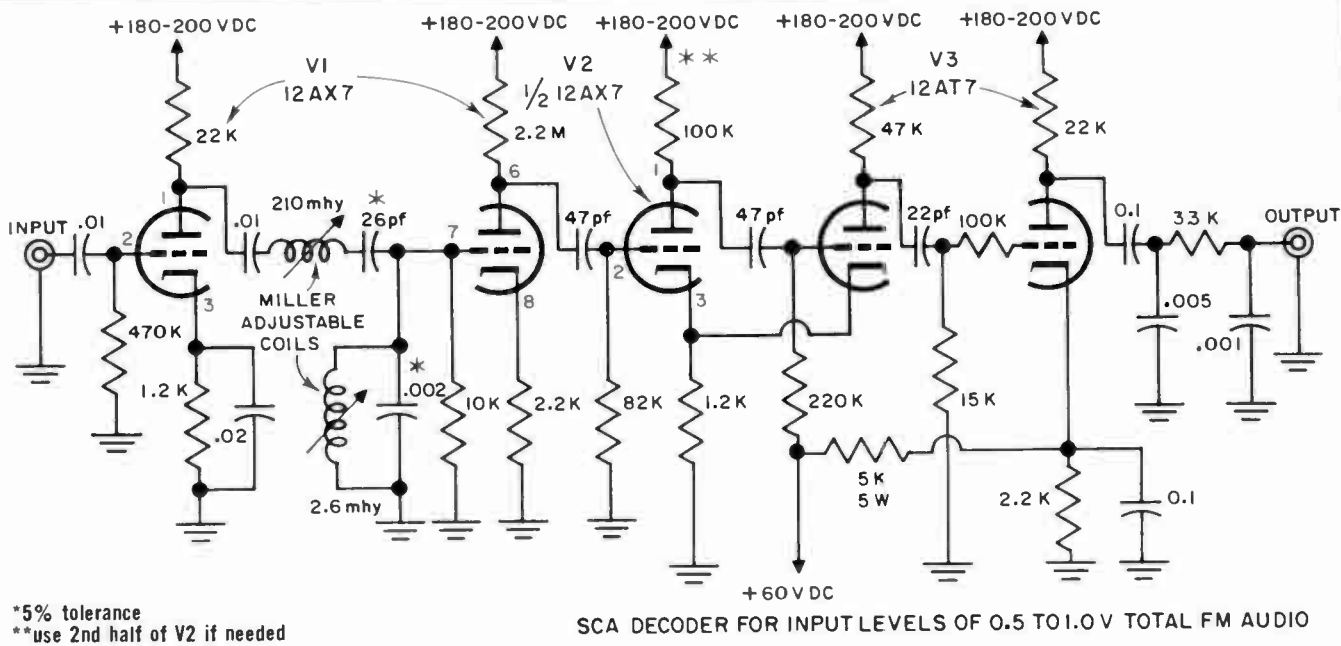 +180-200VDC
+180-200VDC
+180-200VDC
+60VDC
+180-200VDC
+180-200VDC
V1
12AX7
V2
1/2 12AX7
**
V3
12AT7
22K
2.2M
100K
47K
22K
1
6
1
INPUT
.01
2
.01
210mhy
*
26pf
7
47pf
2
47pf
22pf
100K
0.1
33K
OUTPUT
3
8
3
MILLER
ADJUSTABLE
COILS
470K
1.2K
.02
*
.002
2.6mhy
10K
2.2K
82K
1.2K
220K
15K
.005
.001
5K
5W
2.2K
0.1
*5% tolerance
**use 2nd half of V2 if needed
SCA DECODER FOR INPUT LEVELS OF 0.5 TO 1.0 V TOTAL FM AUDIO